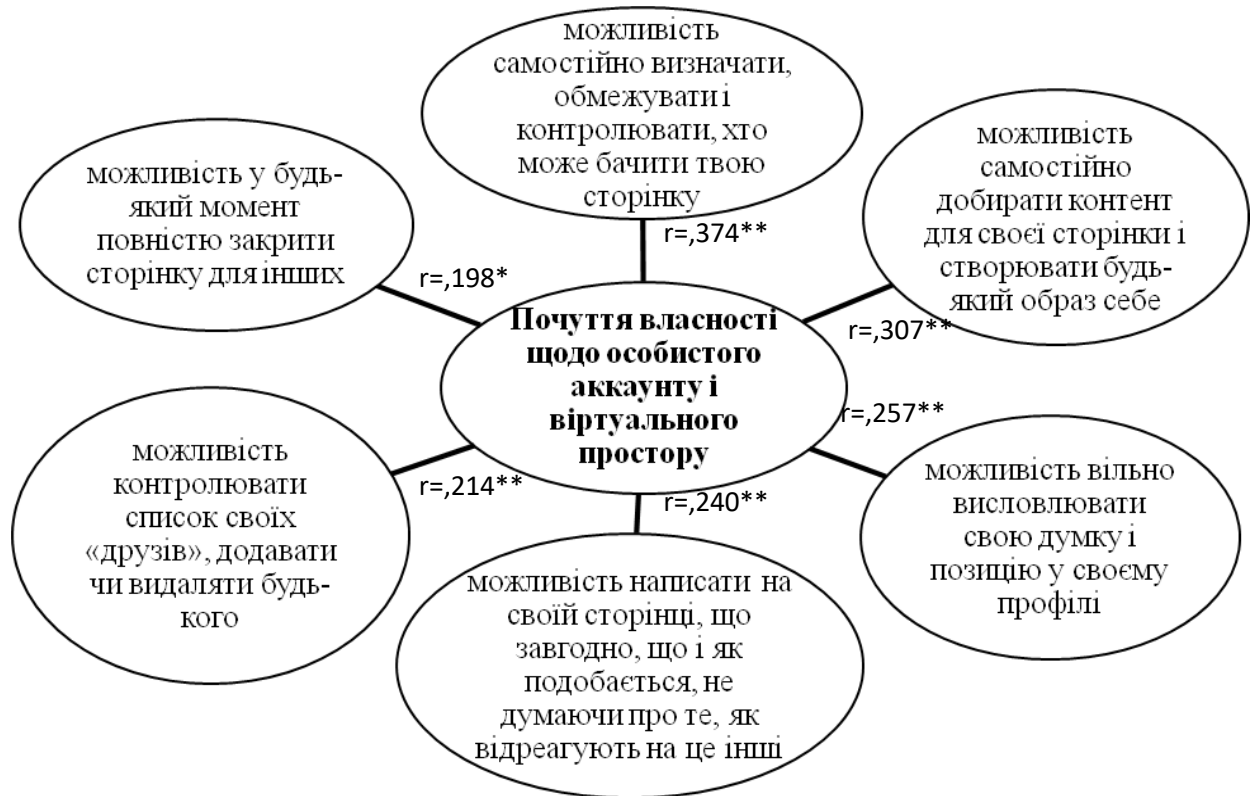 можливість
самостійно визначати,
обмежувати і
контролювати, хто
може бачити твою
сторінку
r=,374**
можливість
самостійно
добирати контент
для своєї сторінки і
створювати будь-
який образ себе
r=,307**
можливість у будь-
який момент
повністю закрити
сторінку для інших
r=,198*
Почуття власності
щодо особистого
аккаунту і
віртуального
простору
r=,257**
можливість вільно
висловлювати
свою думку і
позицію у своєму
профілі
можливість
контролювати
список своїх
«друзів», додавати
чи видаляти будь-
кого
r=,214**
r=,240**
можливість написати на
своїй сторінці, що
завгодно, що і як
подобається, не
думаючи про те, як
відреагують на це інші